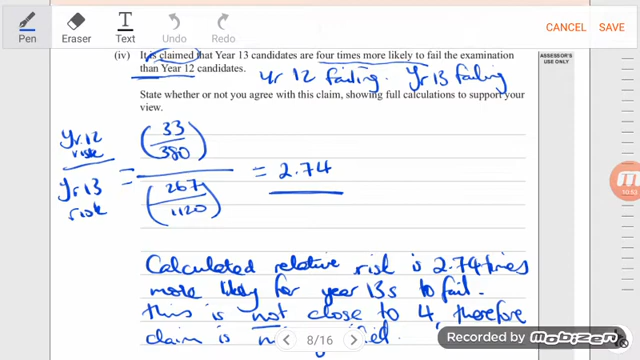 Pen
Eraser
Text
CANCEL
SAVE
(iv) It is claimed that Year 13 candidates are four times more likely to fail the examination
than Year 12 candidates.
ASSESSOR'S
USE ONLY
Yr 12 failing. Yr 13 failing
State whether or not you agree with this claim, showing full calculations to support your
view.
yr.12
risk
yr 13
risk
=
(33/380)
(267/1120)
= 2.74
10:53
Calculated relative risk is 2.74 times
more likely for year 13s to fail.
This is not close to 4, therefore
claim is
8/16
Recorded by MOBIZEN